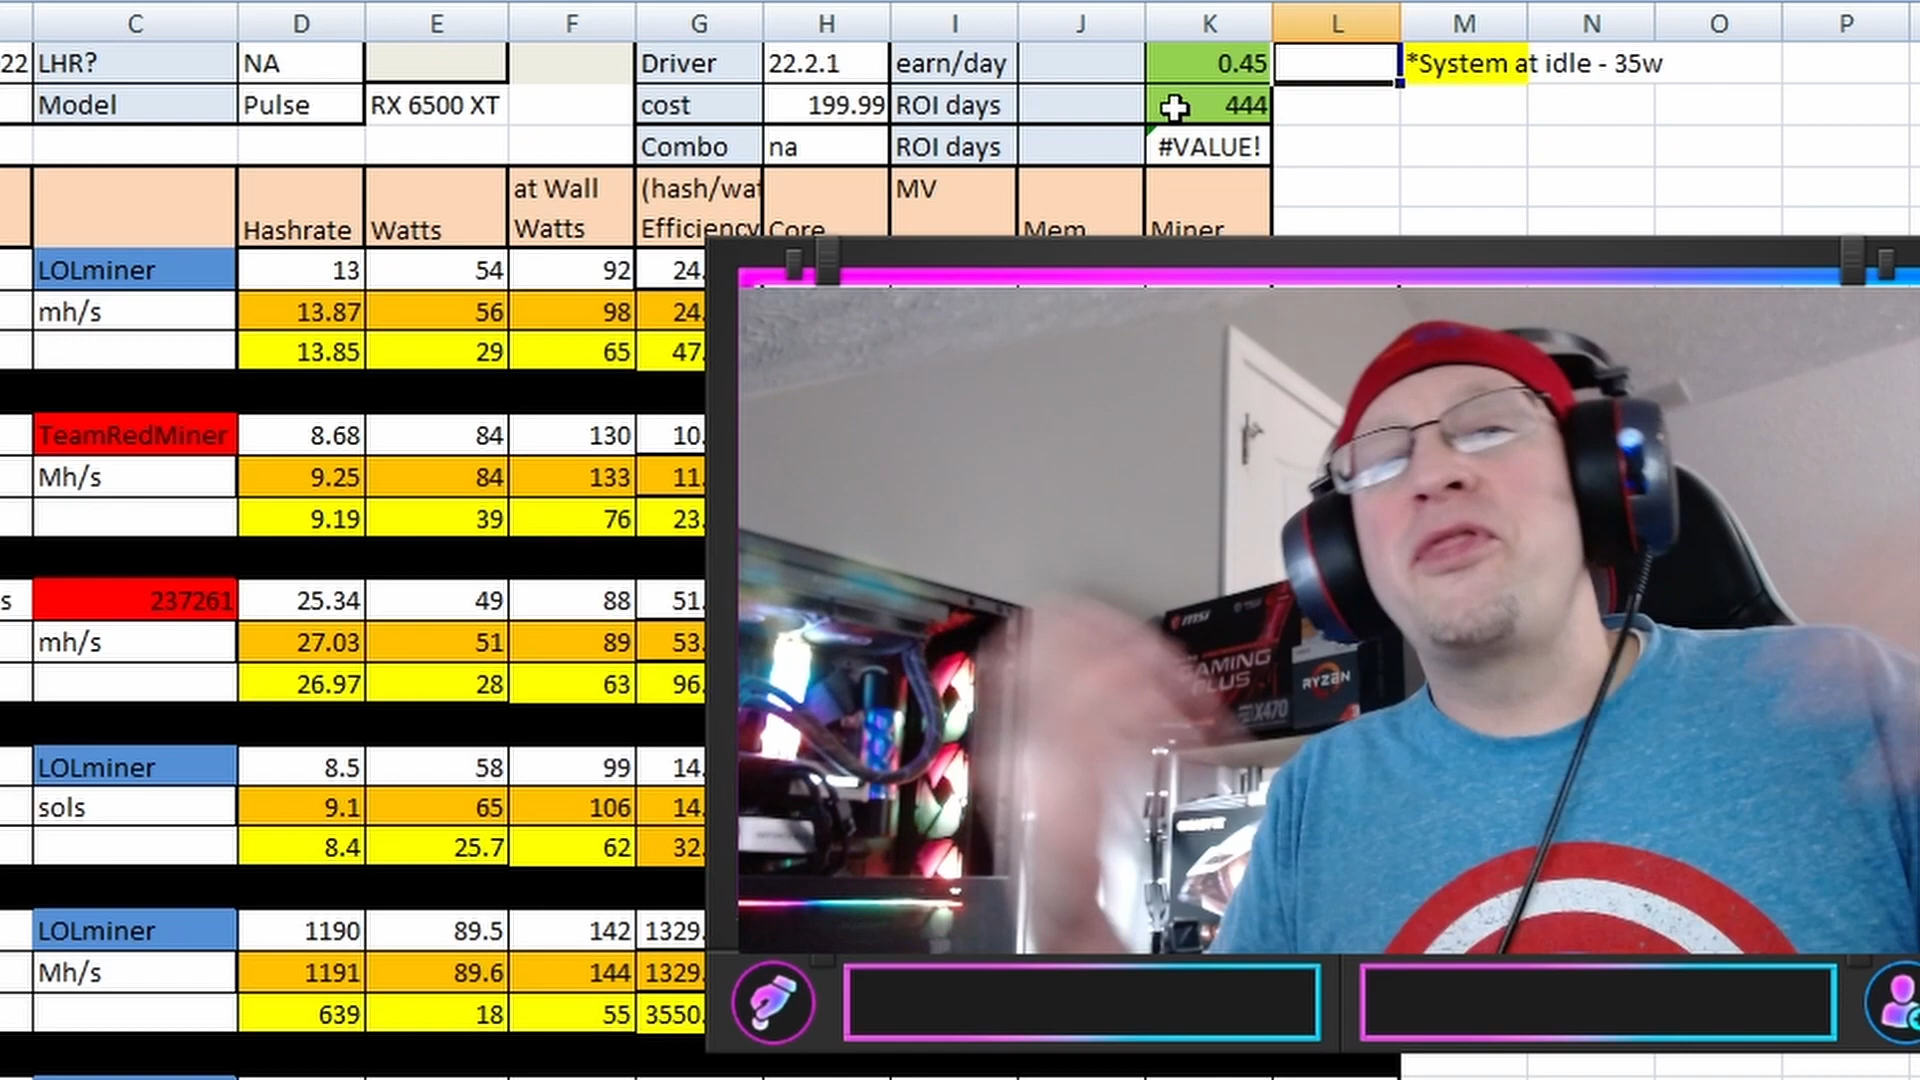 C D E F G H I J K L M N O P
22 LHR? NA Driver 22.2.1 earn/day 0.45 *System at idle - 35w
Model Pulse RX 6500 XT cost 199.99 ROI days 444
Combo na ROI days #VALUE!
at Wall (hash/wat MV
Hashrate Watts Watts Efficiency Core Mem Miner
LOLminer 13 54 92 24.
mh/s 13.87 56 98 24.
13.85 29 65 47.
TeamRedMiner 8.68 84 130 10.
Mh/s 9.25 84 133 11.
9.19 39 76 23.
s 237261 25.34 49 88 51.
mh/s 27.03 51 89 53.
26.97 28 63 96.
LOLminer 8.5 58 99 14.
sols 9.1 65 106 14.
8.4 25.7 62 32.
LOLminer 1190 89.5 142 1329.
Mh/s 1191 89.6 144 1329.
639 18 55 3550.
msi
GAMING
PLUS
X470
RYZEN